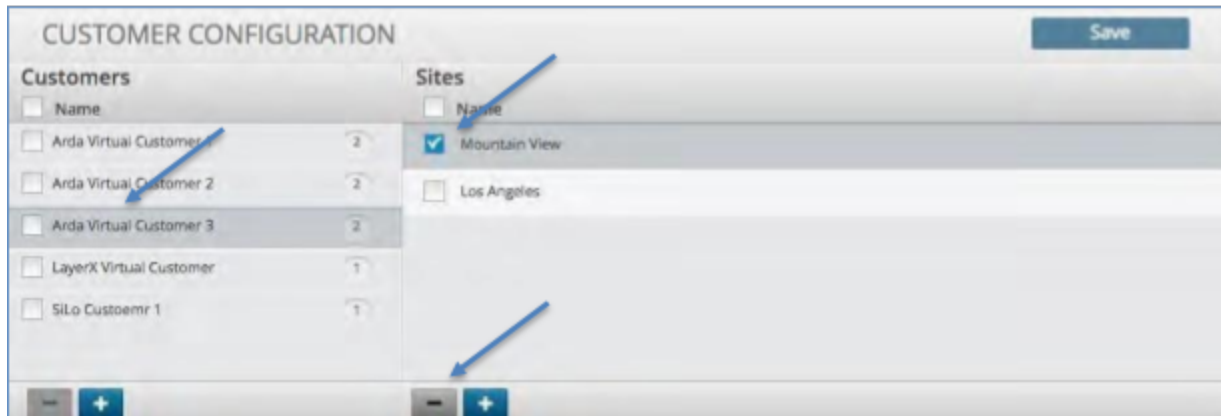 CUSTOMER CONFIGURATION
Save
Customers
Name
Arda Virtual Customer 1
2
Arda Virtual Customer 2
2
Arda Virtual Customer 3
2
LayerX Virtual Customer
1
SiLo Custoemr 1
1
Sites
Name
Mountain View
Los Angeles